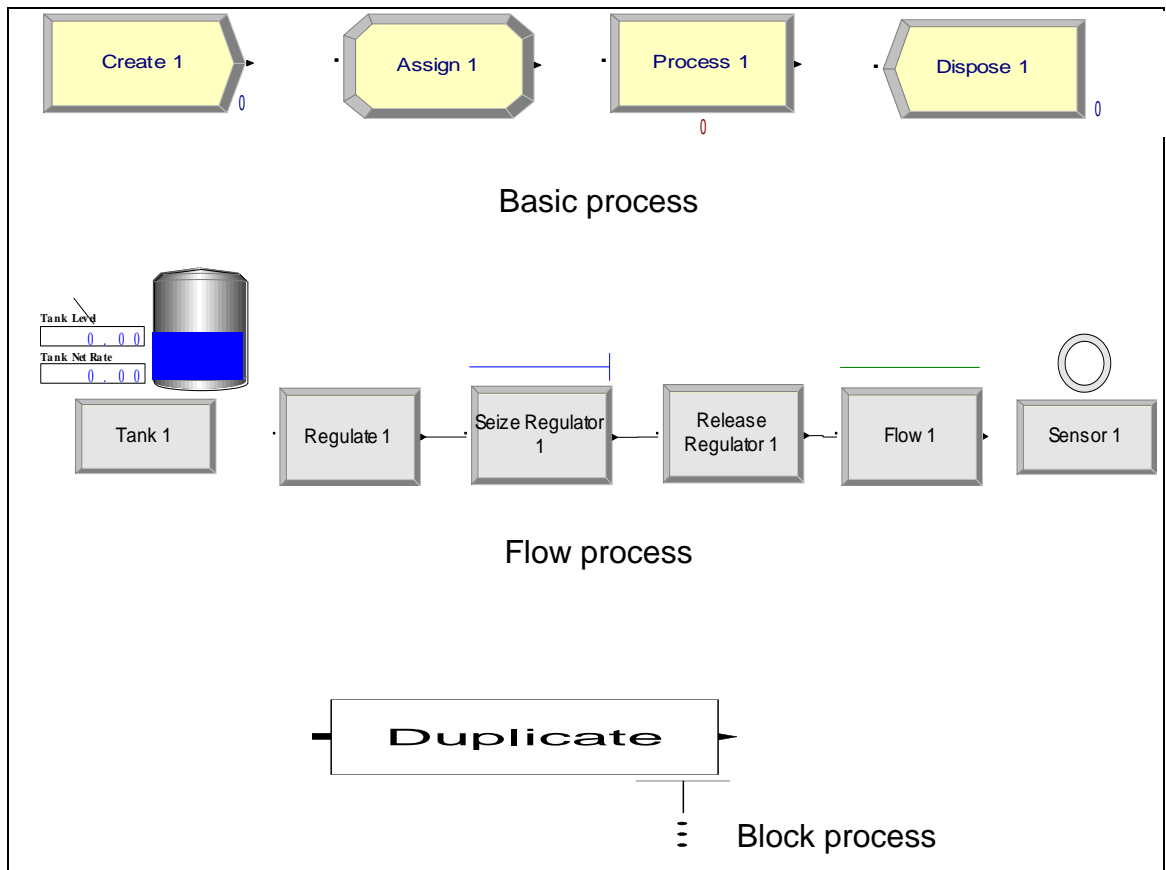 Create 1
Assign 1
Process 1
Dispose 1
0
0
0
Basic process
Tank Level
0.00
Tank Net Rate
0.00
Tank 1
Regulate 1
Seize Regulator
1
Release
Regulator 1
Flow 1
Sensor 1
Flow process
Duplicate
Block process